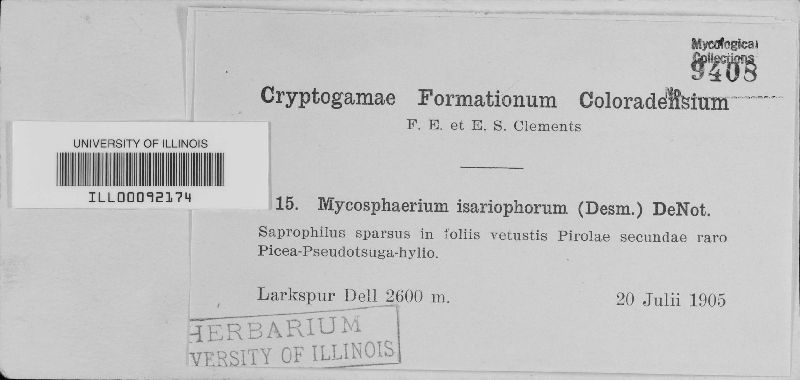 Mycological
Collections
No. 9408
Cryptogamae Formationum Coloradensium
F. E. et E. S. Clements
UNIVERSITY OF ILLINOIS
ILL00092174
15. Mycosphaerium isariophorum (Desm.) DeNot.
Saprophilus sparsus in foliis vetustis Pirolae secundae raro
Picea-Pseudotsuga-hylio.
Larkspur Dell 2600 m. 20 Julii 1905
HERBARIUM
VERSITY OF ILLINOIS